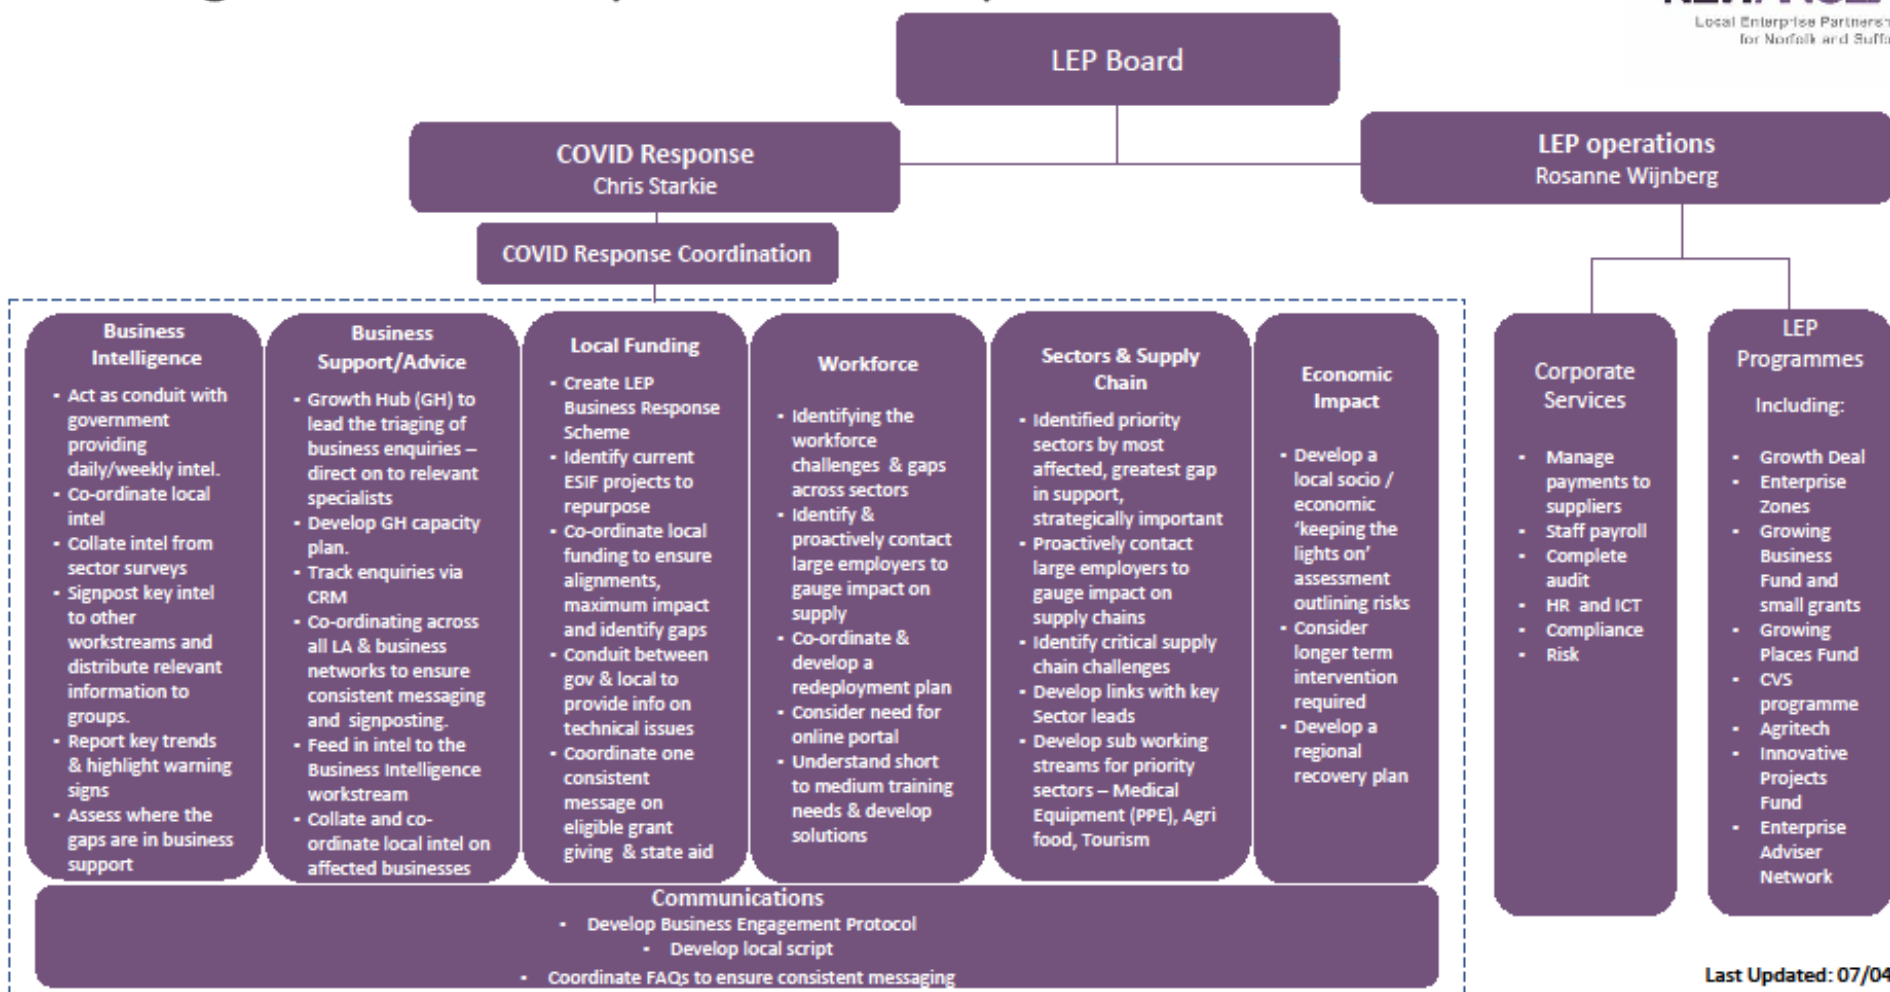 Local Enterprise Partners
for Norfolk and Suffo
LEP Board
COVID Response
Chris Starkie
LEP operations
Rosanne Wijnberg
COVID Response Coordination
Business
Intelligence
▪ Act as conduit with
government
providing
daily/weekly intel.
▪ Co-ordinate local
intel
▪ Collate intel from
sector surveys
▪ Signpost key intel
to other
workstreams and
distribute relevant
information to
groups.
▪ Report key trends
& highlight warning
signs
▪ Assess where the
gaps are in business
support
Business
Support/Advice
▪ Growth Hub (GH) to
lead the triaging of
business enquiries –
direct on to relevant
specialists
▪ Develop GH capacity
plan.
▪ Track enquiries via
CRM
▪ Co-ordinating across
all LA & business
networks to ensure
consistent messaging
and signposting.
▪ Feed in intel to the
Business Intelligence
workstream
▪ Collate and co-
ordinate local intel on
affected businesses
Local Funding
▪ Create LEP
Business Response
Scheme
▪ Identify current
ESIF projects to
repurpose
▪ Co-ordinate local
funding to ensure
alignments,
maximum impact
and identify gaps
▪ Conduit between
gov & local to
provide info on
technical issues
▪ Coordinate one
consistent
message on
eligible grant
giving & state aid
Workforce
▪ Identifying the
workforce
challenges & gaps
across sectors
▪ Identify &
proactively contact
large employers to
gauge impact on
supply
▪ Co-ordinate &
develop a
redeployment plan
▪ Consider need for
online portal
▪ Understand short
to medium training
needs & develop
solutions
Sectors & Supply
Chain
▪ Identified priority
sectors by most
affected, greatest gap
in support,
strategically important
▪ Proactively contact
large employers to
gauge impact on
supply chains
▪ Identify critical supply
chain challenges
▪ Develop links with key
Sector leads
▪ Develop sub working
streams for priority
sectors – Medical
Equipment (PPE), Agri
food, Tourism
Economic
Impact
▪ Develop a
local socio /
economic
‘keeping the
lights on’
assessment
outlining risks
▪ Consider
longer term
intervention
required
▪ Develop a
regional
recovery plan
Corporate
Services
▪ Manage
payments to
suppliers
▪ Staff payroll
▪ Complete
audit
▪ HR and ICT
▪ Compliance
▪ Risk
LEP
Programmes
Including:
▪ Growth Deal
▪ Enterprise
Zones
▪ Growing
Business
Fund and
small grants
▪ Growing
Places Fund
▪ CVS
programme
▪ Agritech
▪ Innovative
Projects
Fund
▪ Enterprise
Adviser
Network
Communications
▪ Develop Business Engagement Protocol
▪ Develop local script
▪ Coordinate FAQs to ensure consistent messaging
Last Updated: 07/04